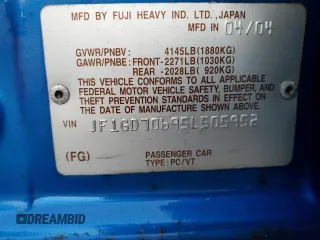 MFD BY FUJI HEAVY IND. LTD., JAPAN
MFD IN 04/04
GVWR/PNBV: 4145LB(1880KG)
GAWR/PNBE: FRONT-2271LB(1030KG)
REAR -2028LB( 920KG)
THIS VEHICLE CONFORMS TO ALL APPLICABLE
FEDERAL MOTOR VEHICLE SAFETY, BUMPER, AND
THEFT PREVENTION STANDARDS IN EFFECT ON THE
DATE OF MANUFACTURE SHOWN ABOVE.
VIN JF1GD70695L505952
(FG) PASSENGER CAR
TYPE: PC/VT
DREAMBID